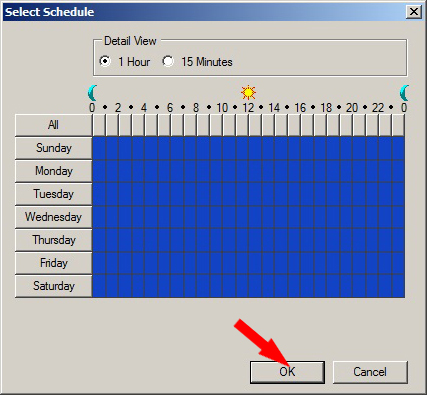 Select Schedule
Detail View
1 Hour 15 Minutes
0 • 2 • 4 • 6 • 8 • 10 • 12 • 14 • 16 • 18 • 20 • 22 • 0
All
Sunday
Monday
Tuesday
Wednesday
Thursday
Friday
Saturday
OK Cancel